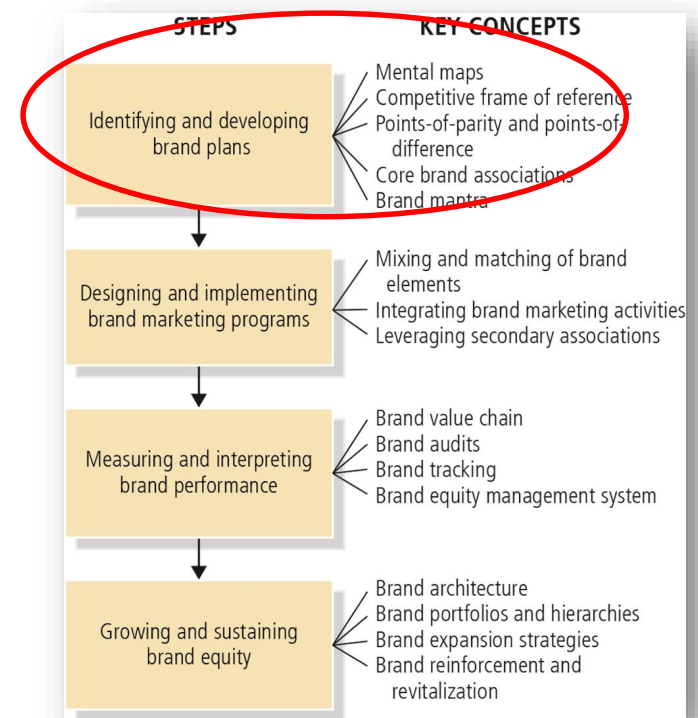 STEPS
KEY CONCEPTS
Identifying and developing
brand plans
Mental maps
Competitive frame of reference
Points-of-parity and points-of-
difference
Core brand associations
Brand mantra
Designing and implementing
brand marketing programs
Mixing and matching of brand
elements
Integrating brand marketing activities
Leveraging secondary associations
Measuring and interpreting
brand performance
Brand value chain
Brand audits
Brand tracking
Brand equity management system
Growing and sustaining
brand equity
Brand architecture
Brand portfolios and hierarchies
Brand expansion strategies
Brand reinforcement and
revitalization